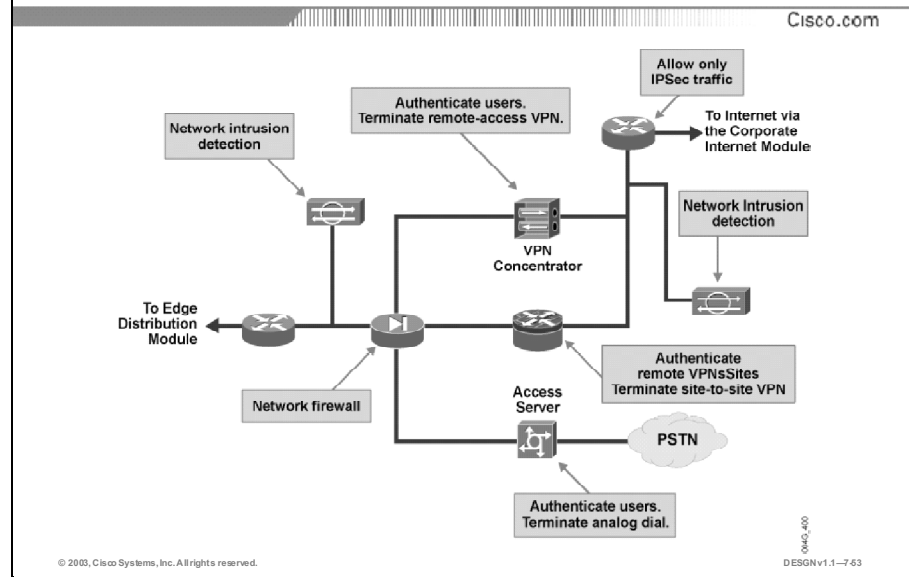 Cisco.com
Allow only
IPSec traffic
Authenticate users.
Terminate remote-access VPN.
To Internet via
the Corporate
Internet Module
Network intrusion
detection
Network Intrusion
detection
VPN
Concentrator
To Edge
Distribution
Module
Authenticate
remote VPNsSites
Terminate site-to-site VPN
Network firewall
Access
Server
PSTN
Authenticate users.
Terminate analog dial.
© 2003, Cisco Systems, Inc. All rights reserved.
DESGN v1.1—7-53